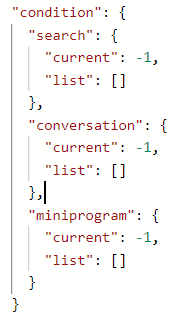 "condition": {
"search": {
"current": -1,
"list": []
},
"conversation": {
"current": -1,
"list": []
},
"miniprogram": {
"current": -1,
"list": []
}
}